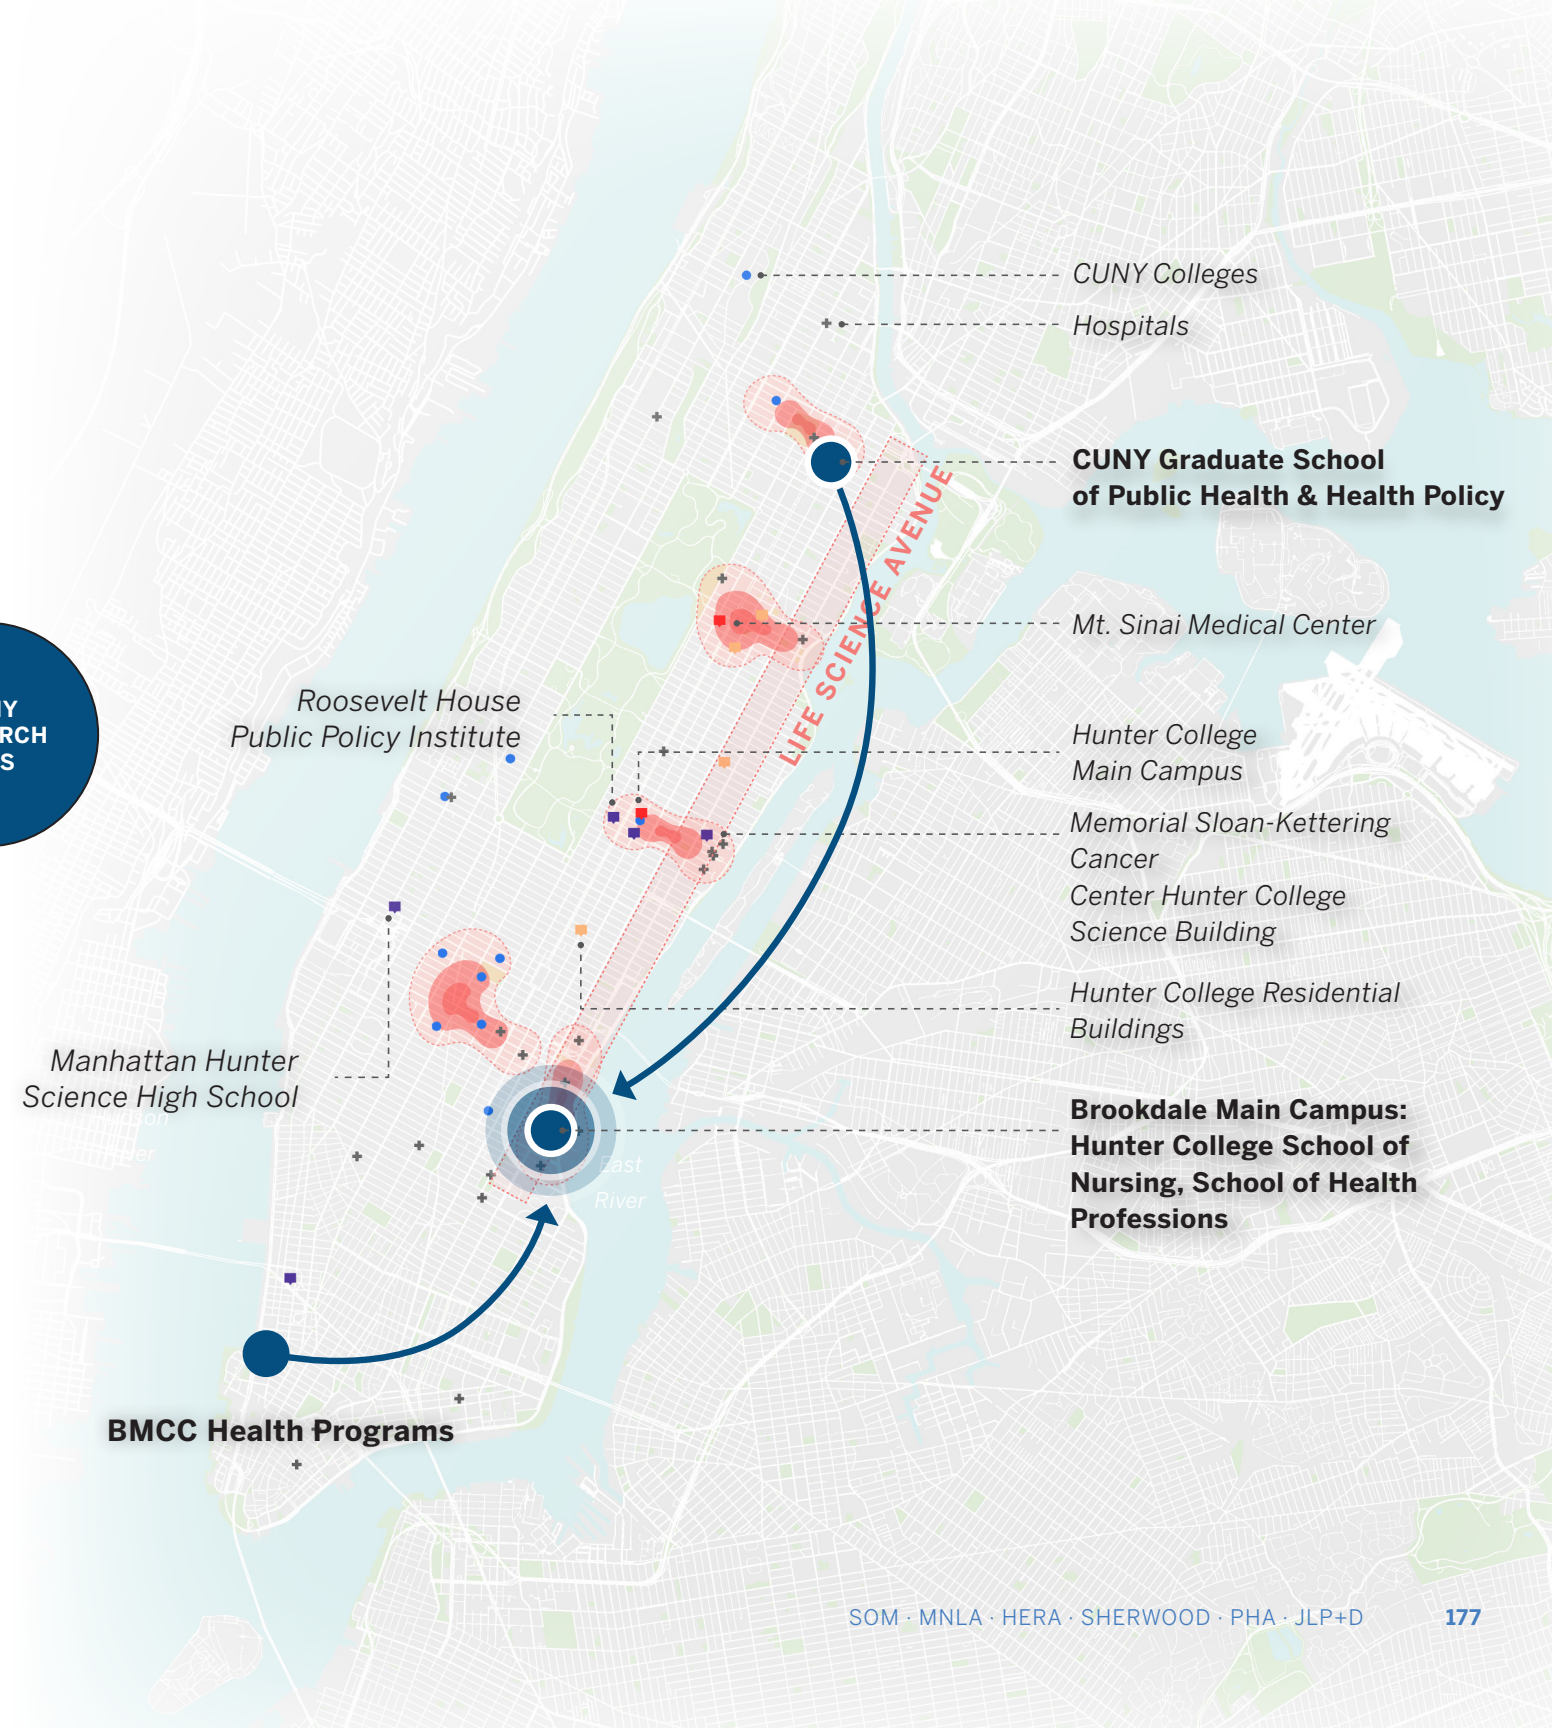 CUNY Colleges
Hospitals
CUNY Graduate School
of Public Health & Health Policy
LIFE SCIENCE AVENUE
Mt. Sinai Medical Center
Roosevelt House
Public Policy Institute
Hunter College
Main Campus
Memorial Sloan-Kettering
Cancer
Center Hunter College
Science Building
Hunter College Residential
Buildings
Manhattan Hunter
Science High School
Brookdale Main Campus:
Hunter College School of
Nursing, School of Health
Professions
East
River
BMCC Health Programs
SOM · MNLA · HERA · SHERWOOD · PHA · JLP+D
177